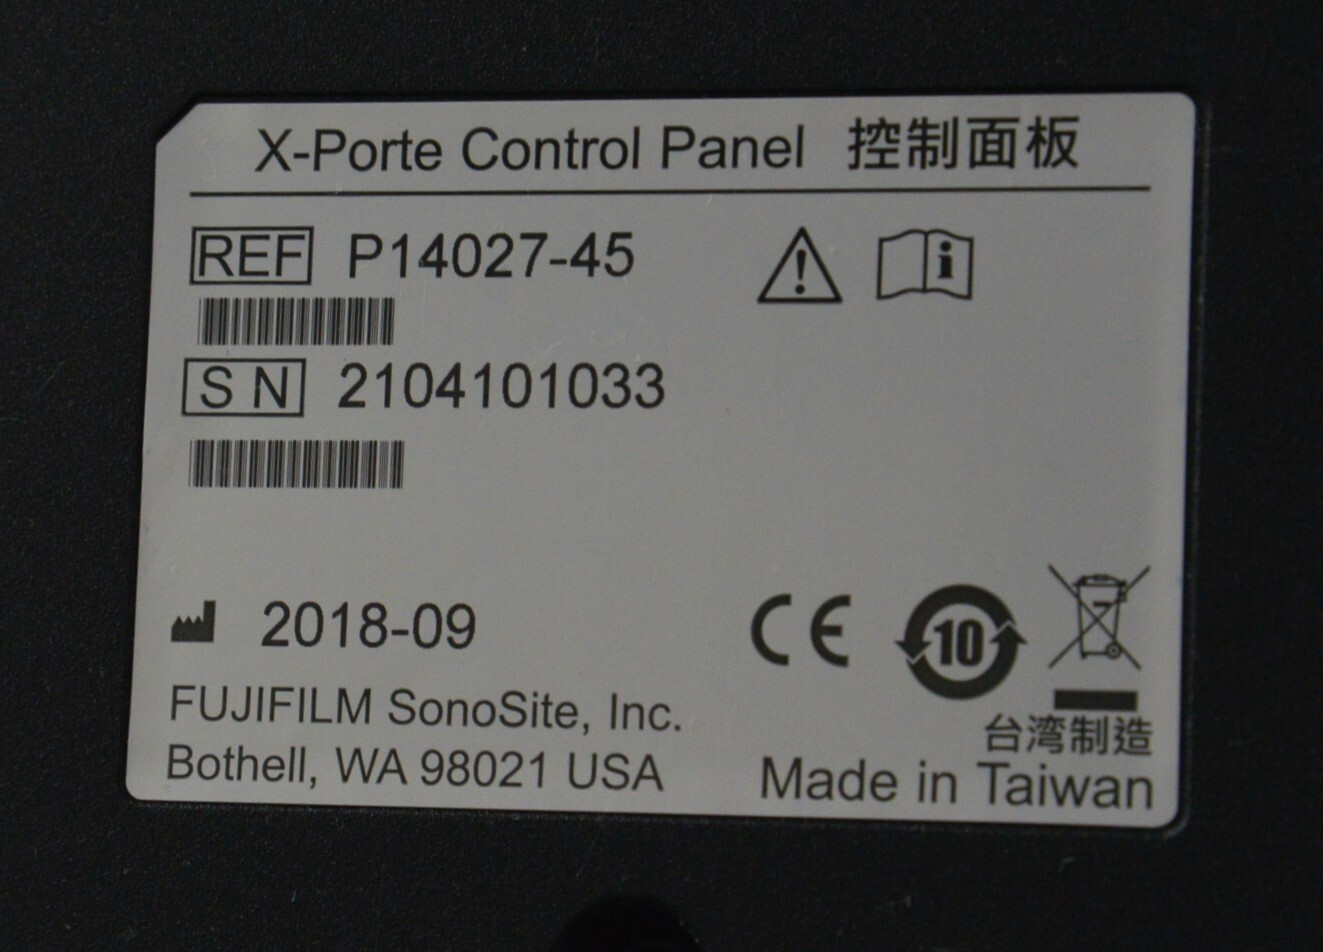 X-Porte Control Panel 控制面板
REF P14027-45
SN 2104101033
2018-09
CE 10
FUJIFILM SonoSite, Inc.
Bothell, WA 98021 USA
台湾制造
Made in Taiwan